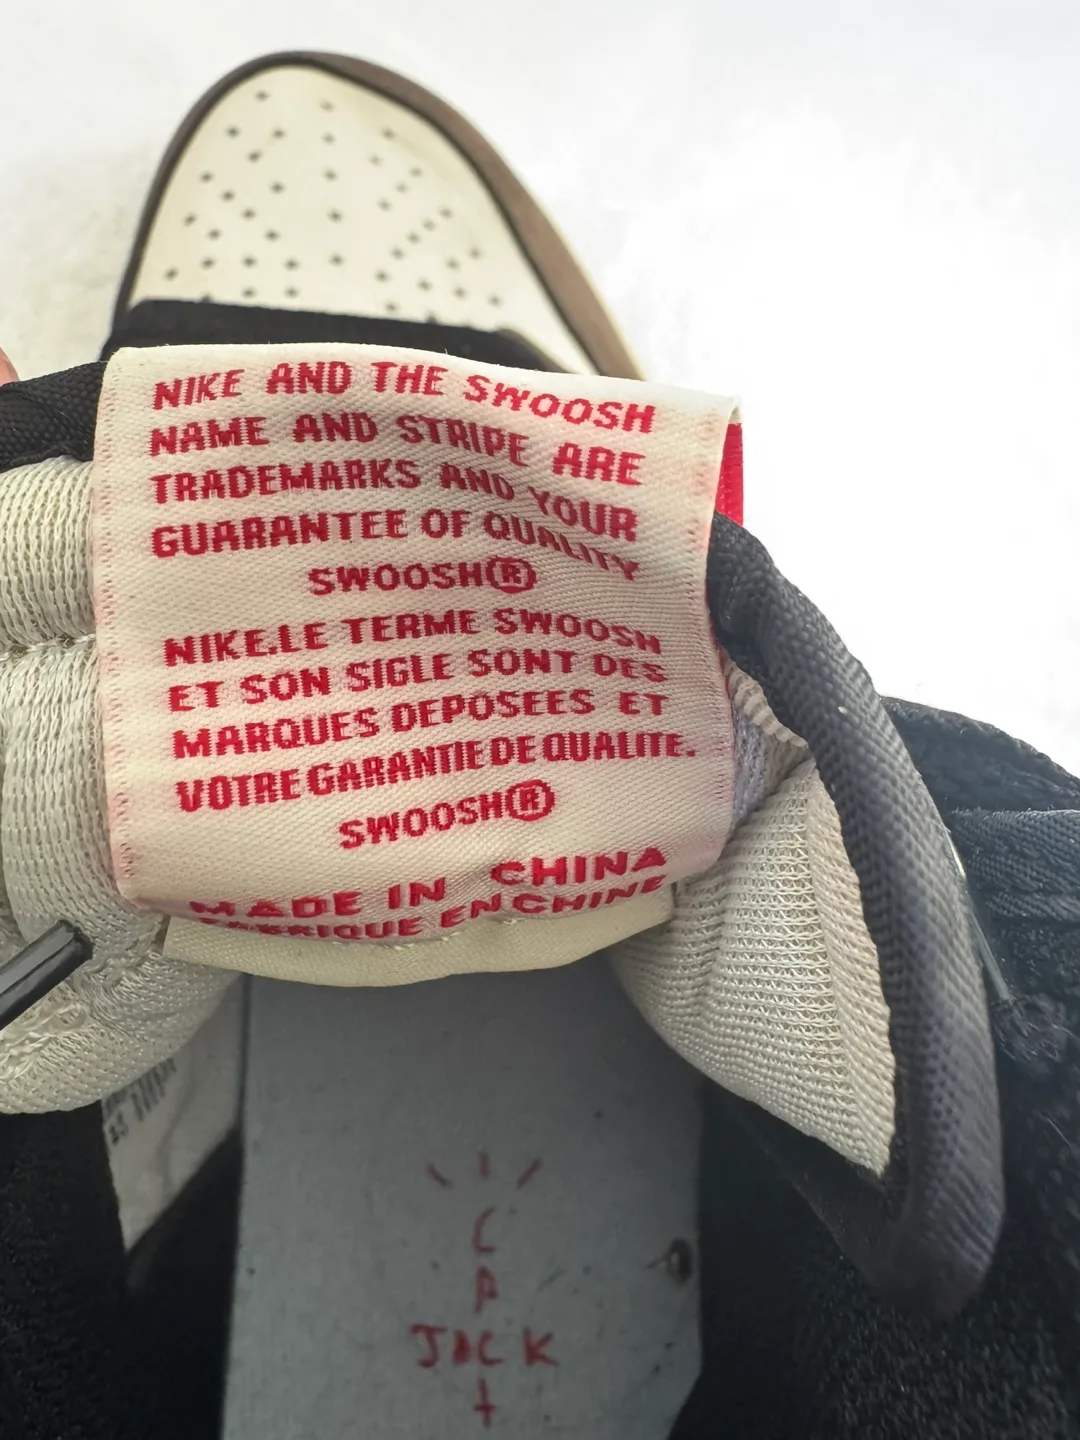 NIKE AND THE SWOOSH
NAME AND STRIPE ARE
TRADEMARKS AND YOUR
GUARANTEE OF QUALITY
SWOOSH®
NIKE.LE TERME SWOOSH
ET SON SIGLE SONT DES
MARQUES DEPOSEES ET
VOTRE GARANTIE DE QUALITE.
SWOOSH®
MADE IN CHINA
FABRIQUE EN CHINE
C
A
JACK
T